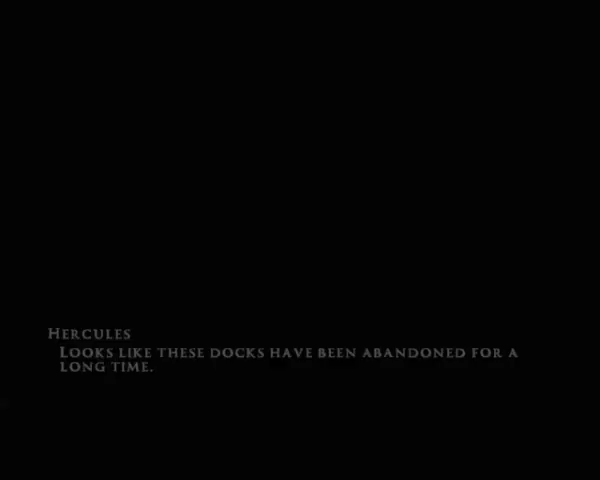 HERCULES
LOOKS LIKE THESE DOCKS HAVE BEEN ABANDONED FOR A
LONG TIME.